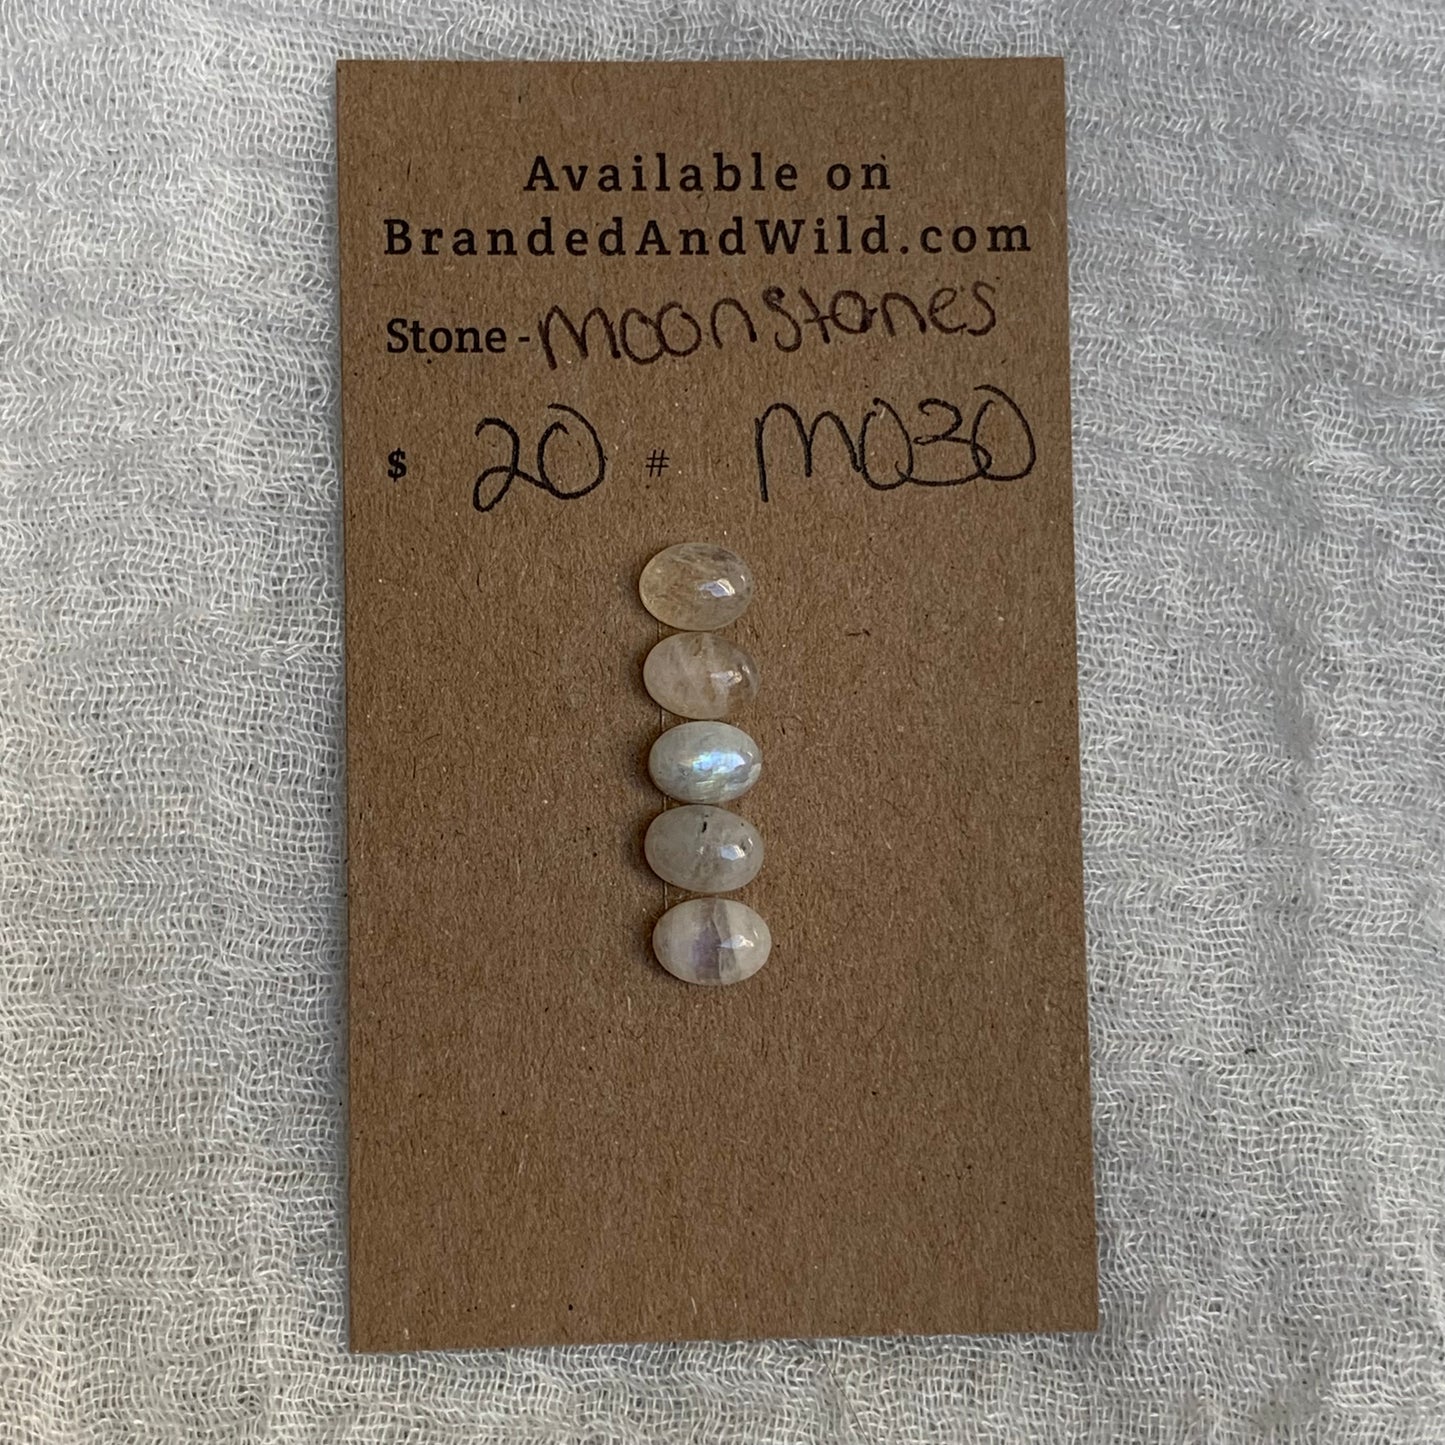 Available on
BrandedAndWild.com
Stone - Moonstones
$ 20 # M030